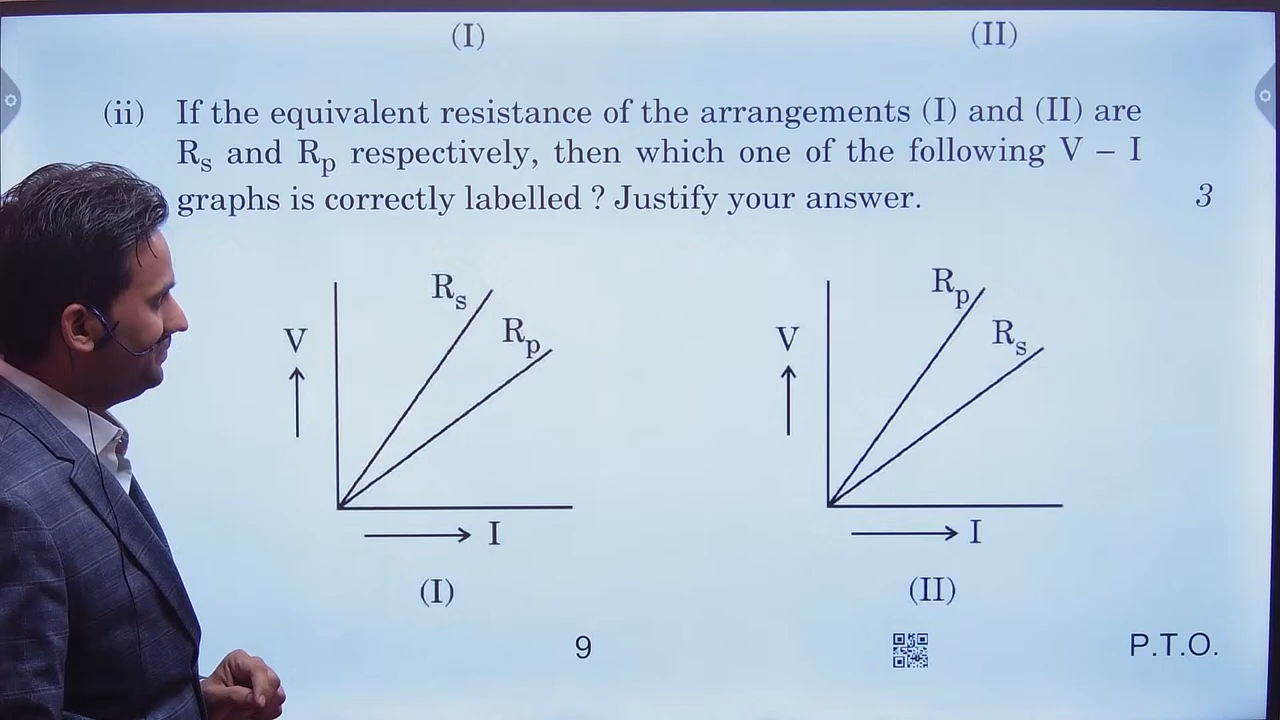 (I) (II)
(ii) If the equivalent resistance of the arrangements (I) and (II) are
Rs and Rp respectively, then which one of the following V – I
graphs is correctly labelled ? Justify your answer. 3
Rs Rp
V Rp V Rs
I I
(I) (II)
9 P.T.O.